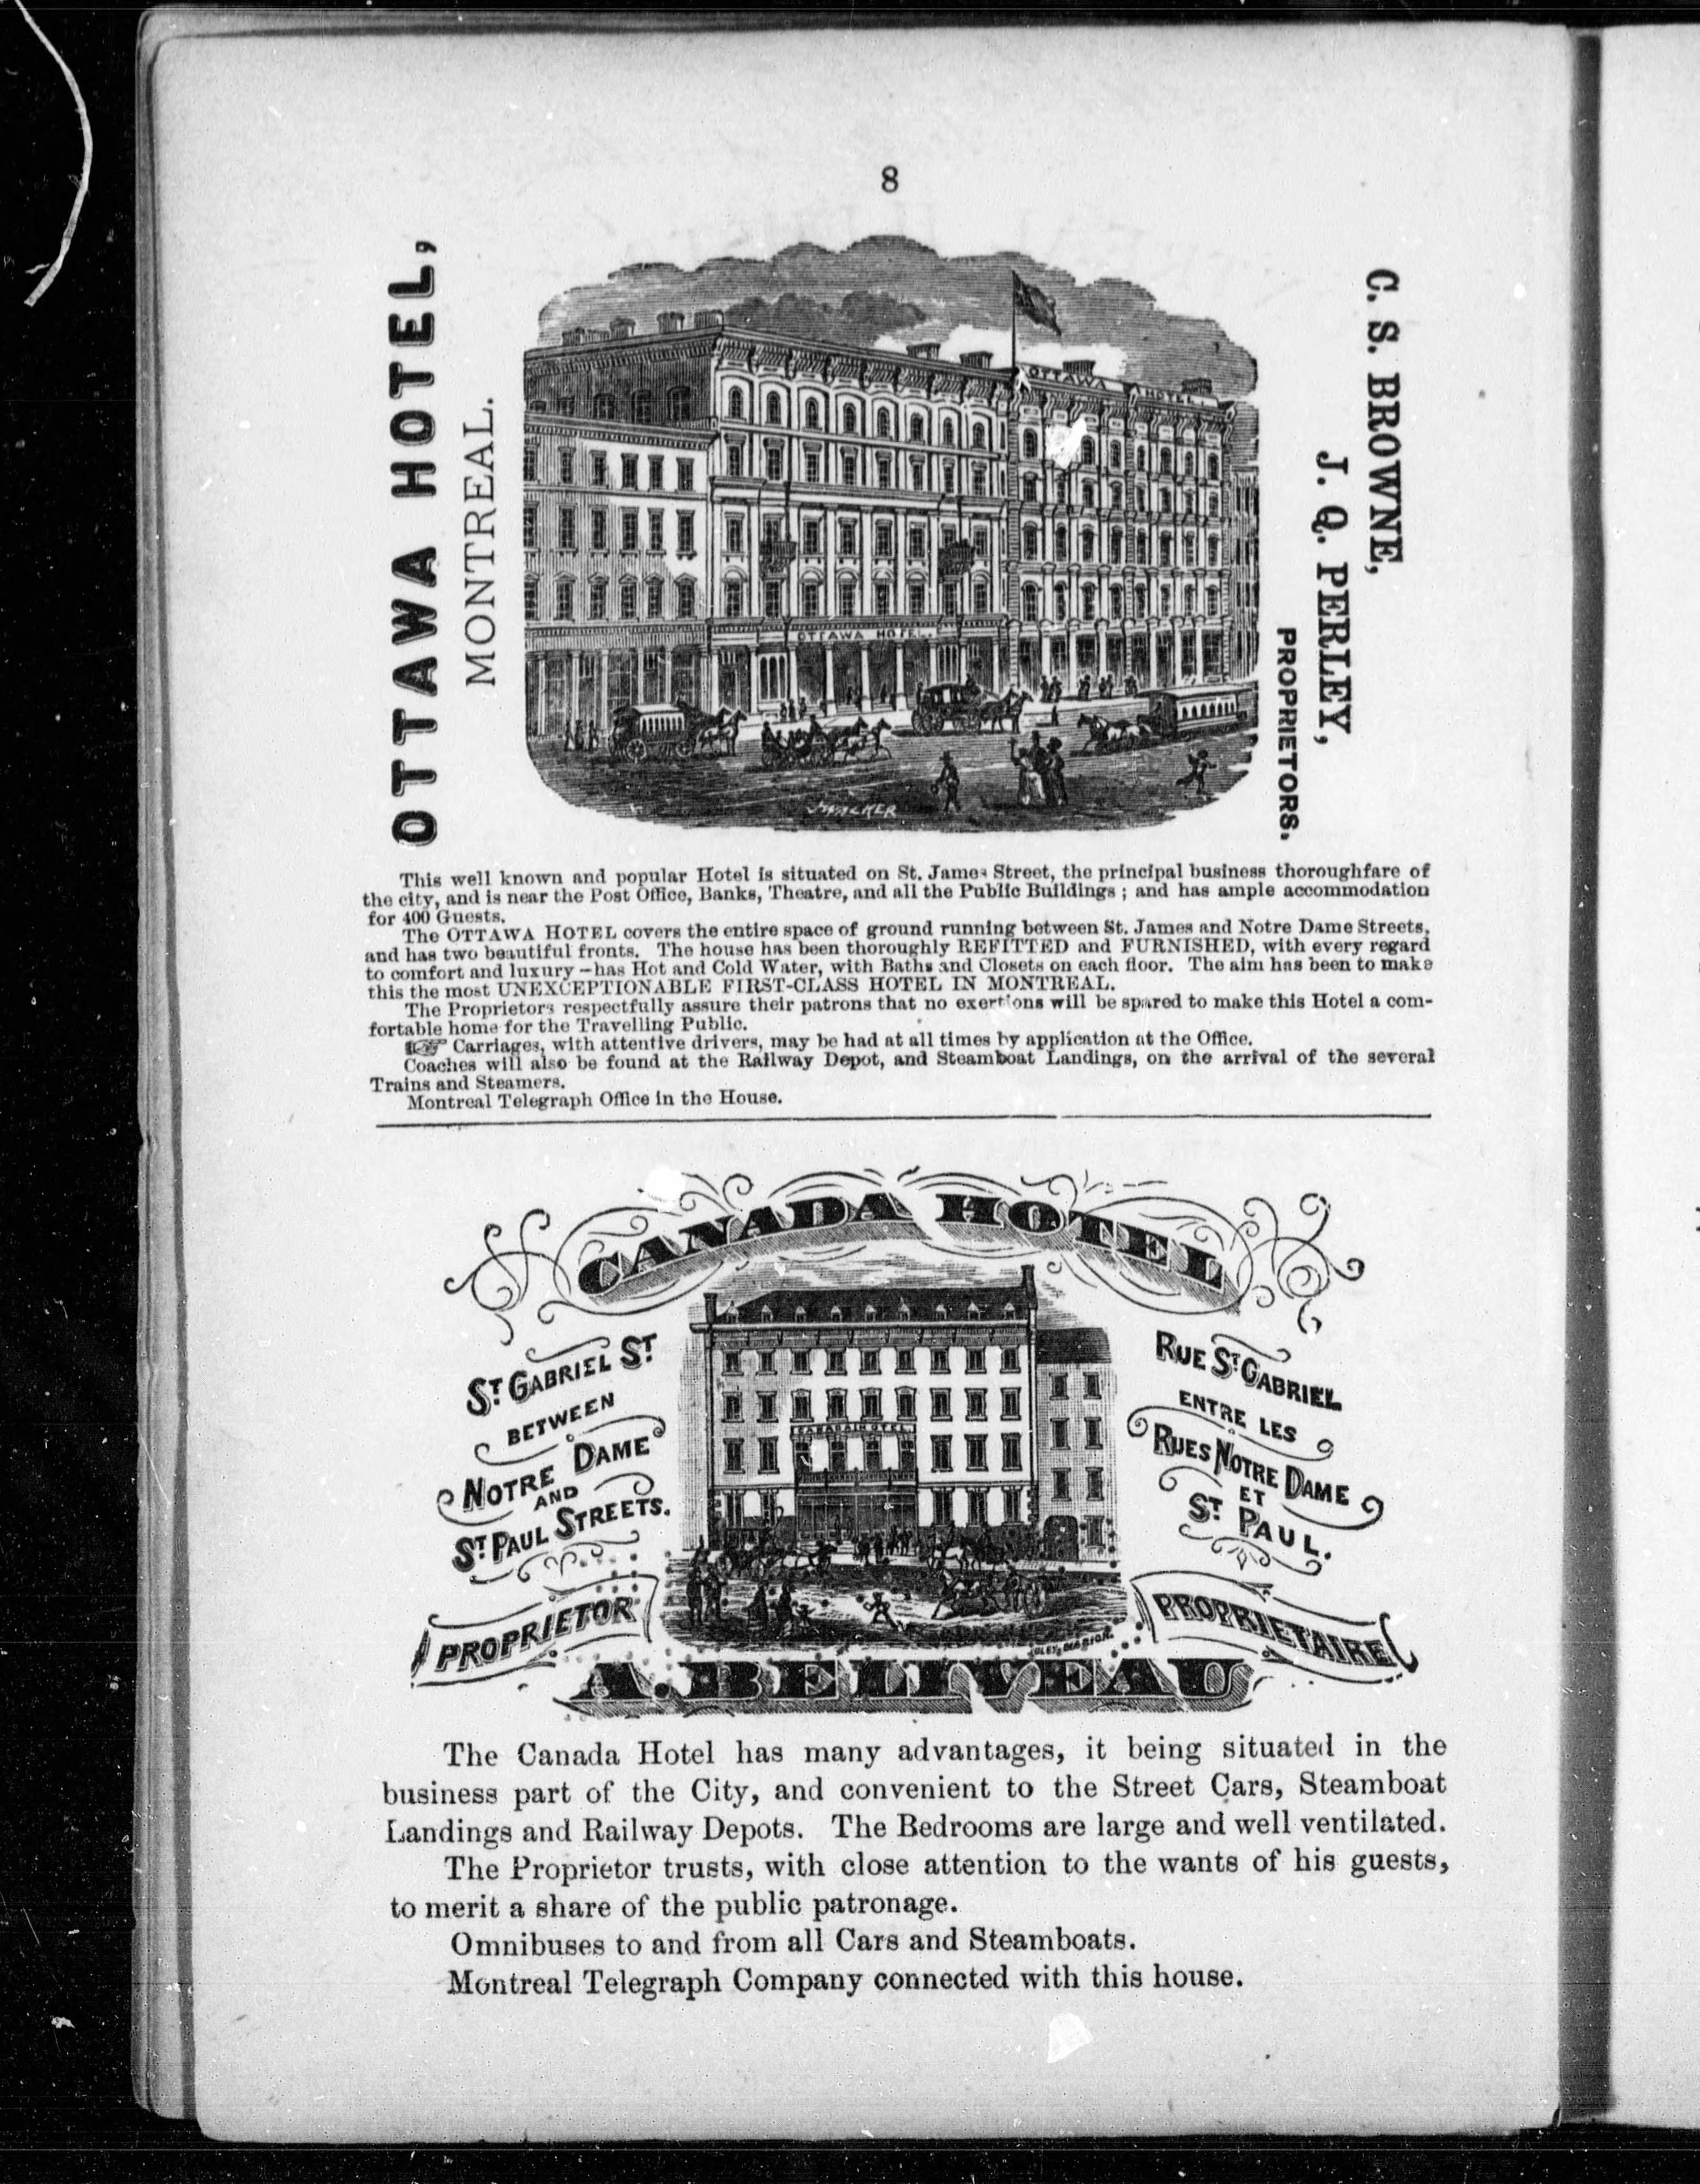 8
OTTAWA HOTEL,
MONTREAL.
C. S. BROWNE,
J. Q. PERLEY,
PROPRIETORS.
OTTAWA HOTEL
OTTAWA HOTEL.
J WALKER
This well known and popular Hotel is situated on St. James Street, the principal business thoroughfare of
the city, and is near the Post Office, Banks, Theatre, and all the Public Buildings ; and has ample accommodation
for 400 Guests.
The OTTAWA HOTEL covers the entire space of ground running between St. James and Notre Dame Streets,
and has two beautiful fronts. The house has been thoroughly REFITTED and FURNISHED, with every regard
to comfort and luxury—has Hot and Cold Water, with Baths and Closets on each floor. The aim has been to make
this the most UNEXCEPTIONABLE FIRST-CLASS HOTEL IN MONTREAL.
The Proprietors respectfully assure their patrons that no exertions will be spared to make this Hotel a com-
fortable home for the Travelling Public.
☞ Carriages, with attentive drivers, may be had at all times by application at the Office.
Coaches will also be found at the Railway Depot, and Steamboat Landings, on the arrival of the several
Trains and Steamers.
Montreal Telegraph Office in the House.
CANADA HOTEL
ST GABRIEL ST
BETWEEN
NOTRE DAME
AND
ST PAUL STREETS.
RUE ST GABRIEL
ENTRE LES
RUES NOTRE DAME
ET
ST PAUL.
CANADA HOTEL
PROPRIETOR
PROPRIETAIRE
A. BELIVEAU
The Canada Hotel has many advantages, it being situated in the
business part of the City, and convenient to the Street Cars, Steamboat
Landings and Railway Depots. The Bedrooms are large and well ventilated.
The Proprietor trusts, with close attention to the wants of his guests,
to merit a share of the public patronage.
Omnibuses to and from all Cars and Steamboats.
Montreal Telegraph Company connected with this house.